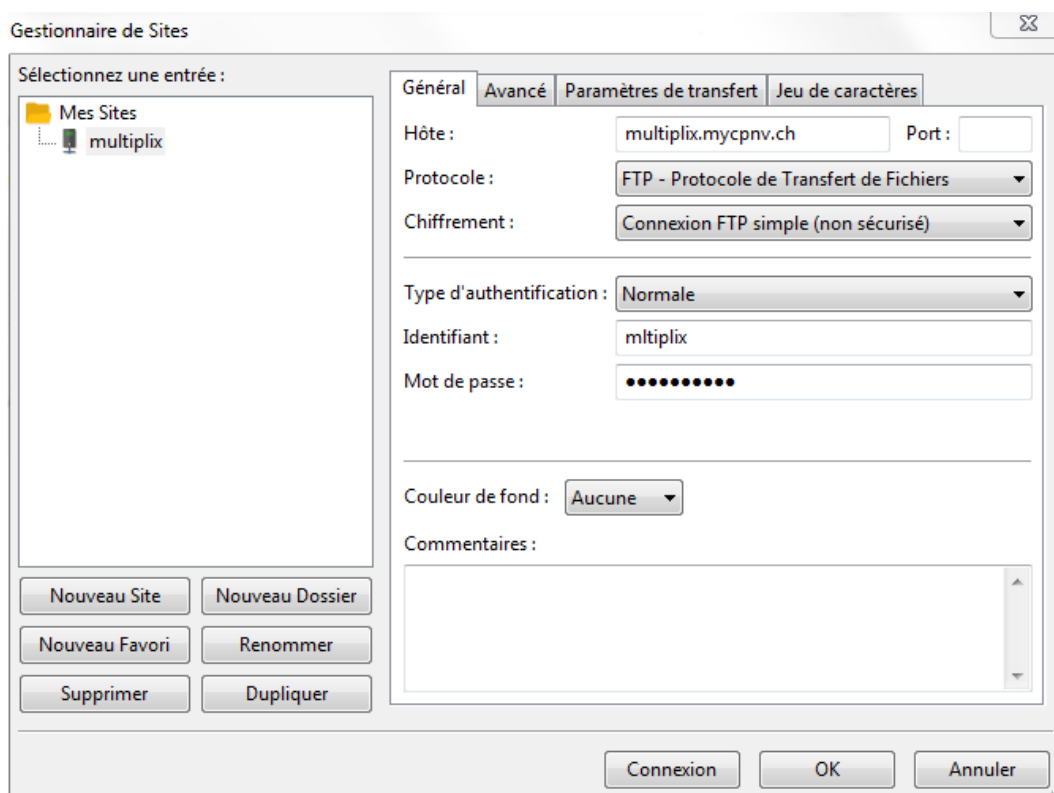 Gestionnaire de Sites
Sélectionnez une entrée :
Mes Sites
multiplix
Nouveau Site Nouveau Dossier
Nouveau Favori Renommer
Supprimer Dupliquer
Général Avancé Paramètres de transfert Jeu de caractères
Hôte : multiplix.mycpnv.ch Port :
Protocole : FTP - Protocole de Transfert de Fichiers
Chiffrement : Connexion FTP simple (non sécurisé)
Type d'authentification : Normale
Identifiant : mltiplix
Mot de passe : ●●●●●●●●●●
Couleur de fond : Aucune
Commentaires :
Connexion OK Annuler